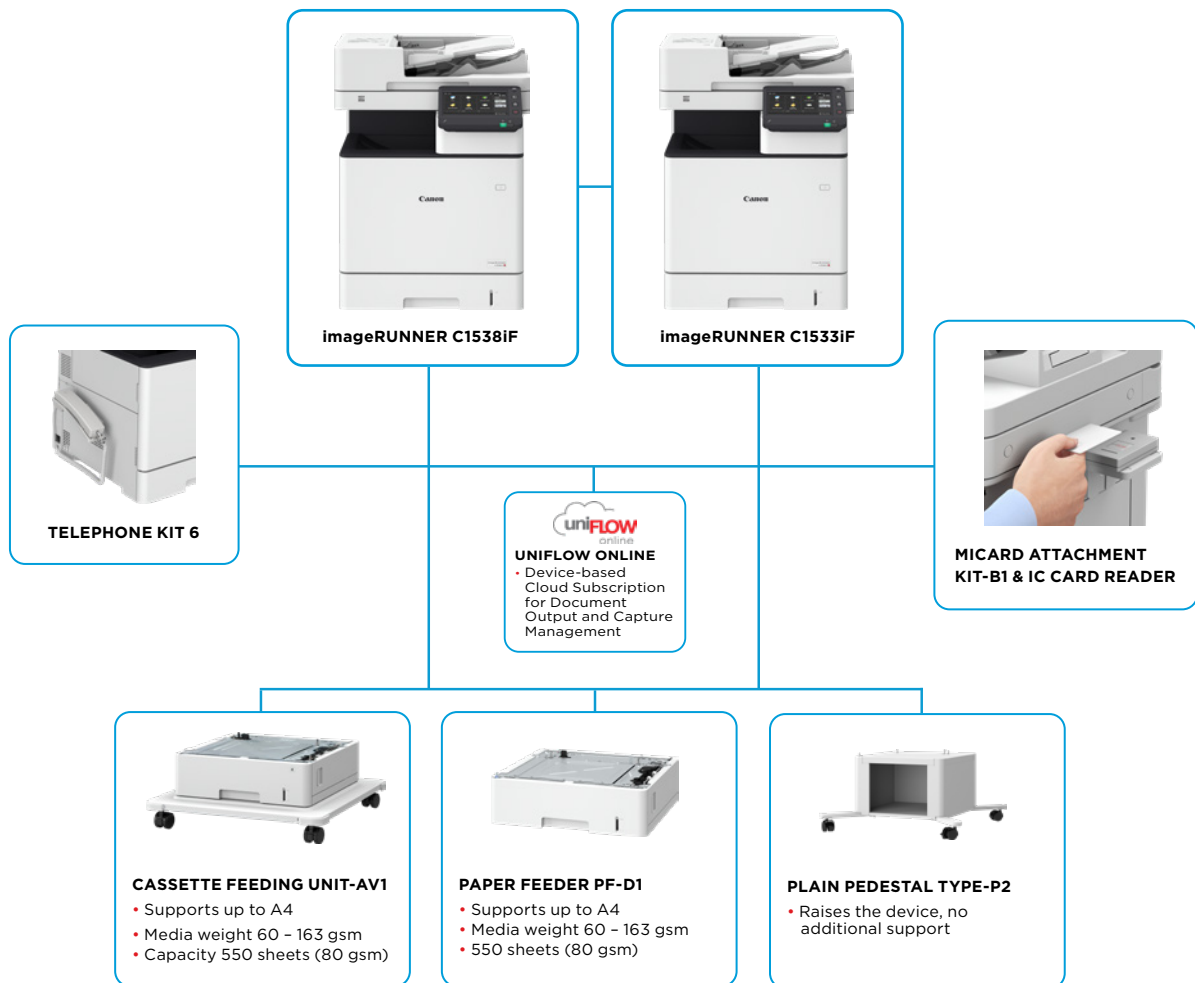 Canon
Canon
imageRUNNER C1538iF
imageRUNNER C1533iF
TELEPHONE KIT 6
uniFLOW
online
UNIFLOW ONLINE
• Device-based
Cloud Subscription
for Document
Output and Capture
Management
MICARD ATTACHMENT
KIT-B1 & IC CARD READER
CASSETTE FEEDING UNIT-AV1
• Supports up to A4
• Media weight 60 – 163 gsm
• Capacity 550 sheets (80 gsm)
PAPER FEEDER PF-D1
• Supports up to A4
• Media weight 60 – 163 gsm
• 550 sheets (80 gsm)
PLAIN PEDESTAL TYPE-P2
• Raises the device, no
additional support